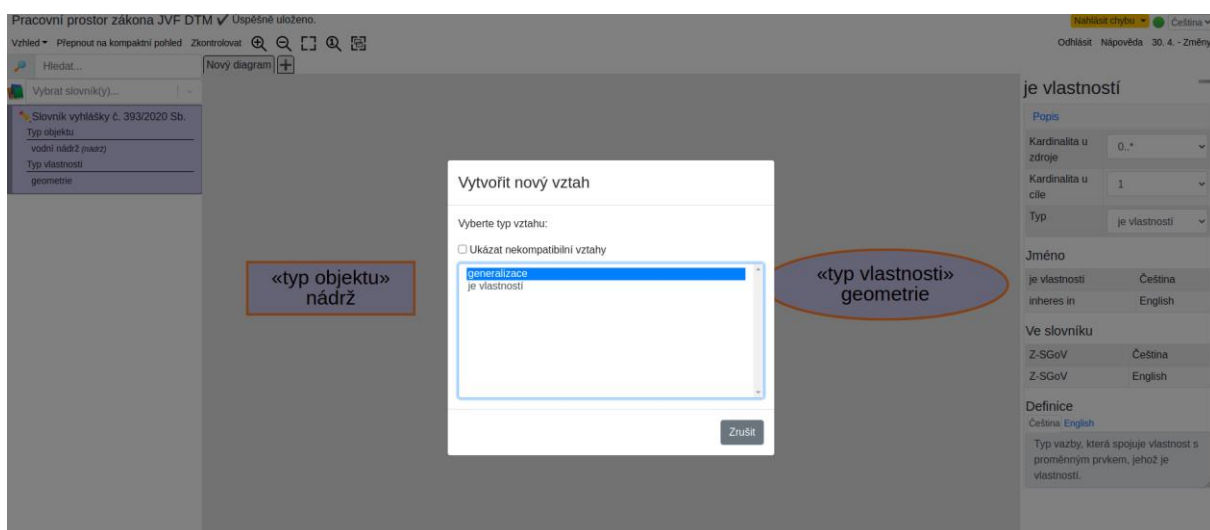 Pracovní prostor zákona JVF DTM ✔ Úspěšně uloženo.
Nahlásit chybu
Čeština
Vzhled Přepnout na kompaktní pohled Zkontrolovat
Odhlásit Nápověda 30. 4. - Změny
Hledat...
Nový diagram
Vybrat slovník(y)...
Slovník vyhlášky č. 393/2020 Sb.
Typ objektu
vodní nádrž (nádrž)
Typ vlastnosti
geometrie
«typ objektu»
nádrž
Vytvořit nový vztah
Vyberte typ vztahu:
Ukázat nekompatibilní vztahy
generalizace
je vlastností
Zrušit
«typ vlastnosti»
geometrie
je vlastností
Popis
Kardinalita u
zdroje
0..*
Kardinalita u
cíle
1
Typ
je vlastností
Jméno
je vlastností Čeština
inheres in English
Ve slovníku
Z-SGoV Čeština
Z-SGoV English
Definice
Čeština English
Typ vazby, která spojuje vlastnost s
proměnným prvkem, jehož je
vlastností.